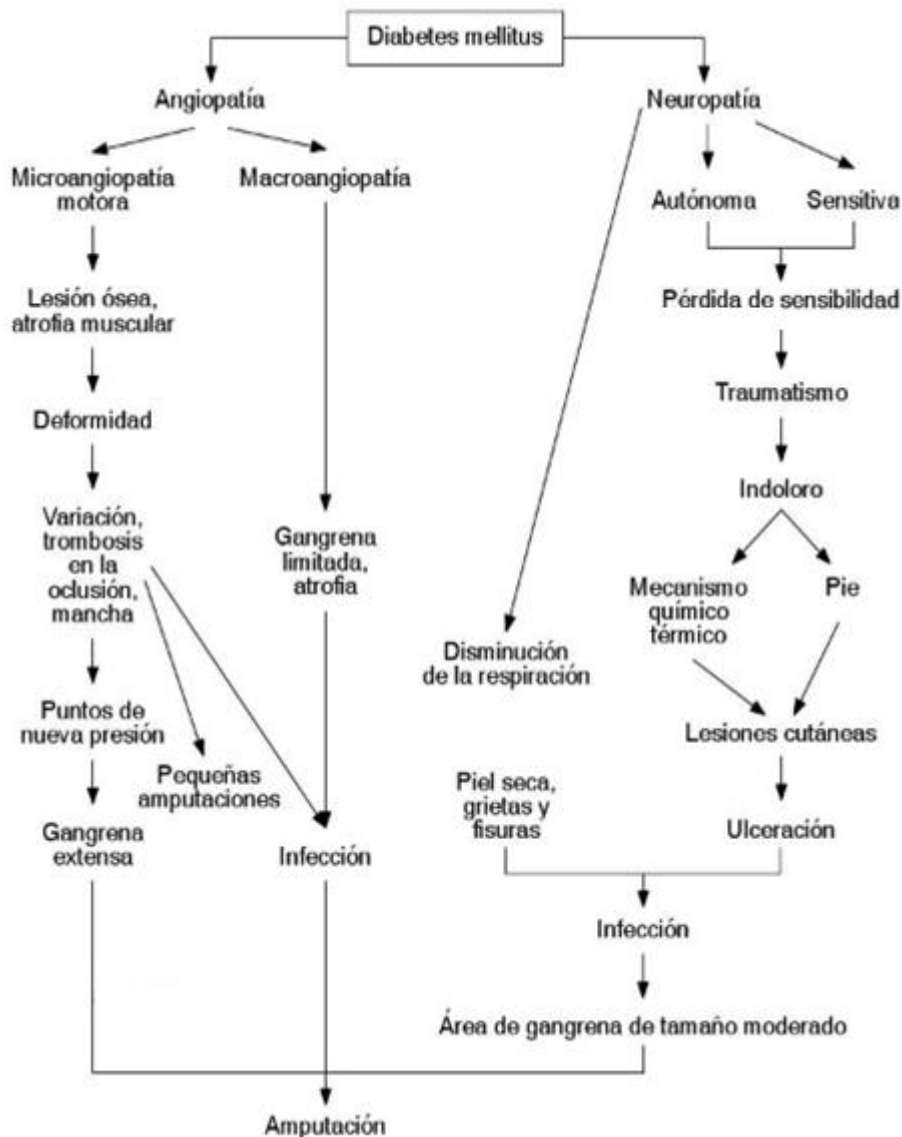 Diabetes mellitus
Angiopatía
Neuropatía
Microangiopatía
motora
Macroangiopatía
Autónoma
Sensitiva
Lesión ósea,
atrofia muscular
Pérdida de sensibilidad
Deformidad
Traumatismo
Variación,
trombosis
en la
oclusión,
mancha
Gangrena
limitada,
atrofia
Indoloro
Mecanismo
químico
térmico
Pie
Disminución
de la respiración
Puntos de
nueva presión
Pequeñas
amputaciones
Lesiones cutáneas
Gangrena
extensa
Infección
Piel seca,
grietas y
fisuras
Ulceración
Infección
Área de gangrena de tamaño moderado
Amputación